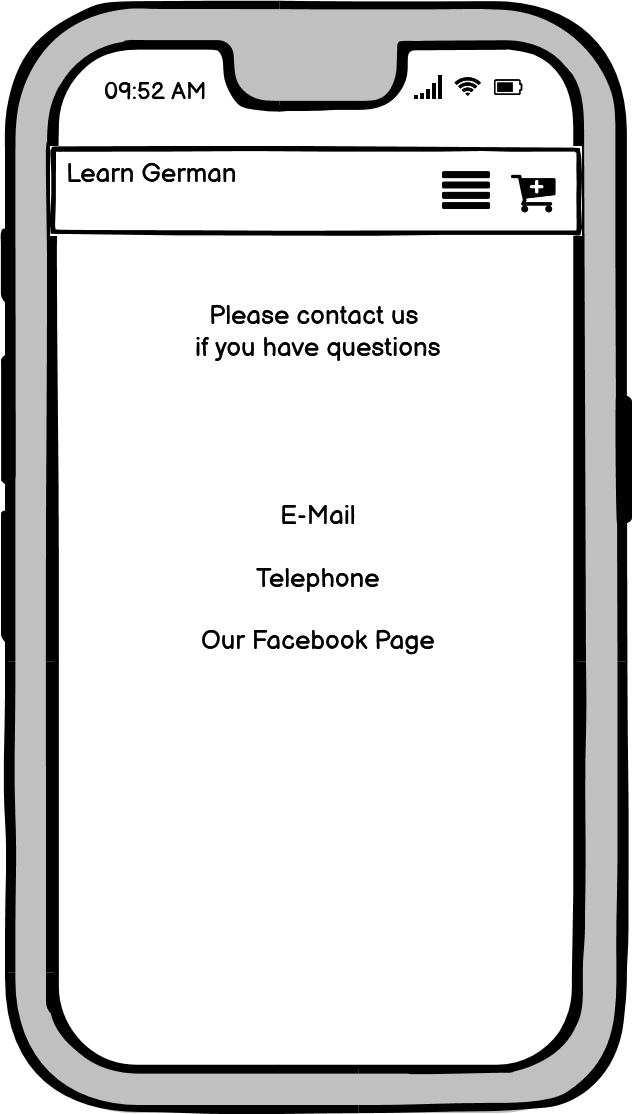 09:52 AM
Learn German
Please contact us
if you have questions
E-Mail
Telephone
Our Facebook Page